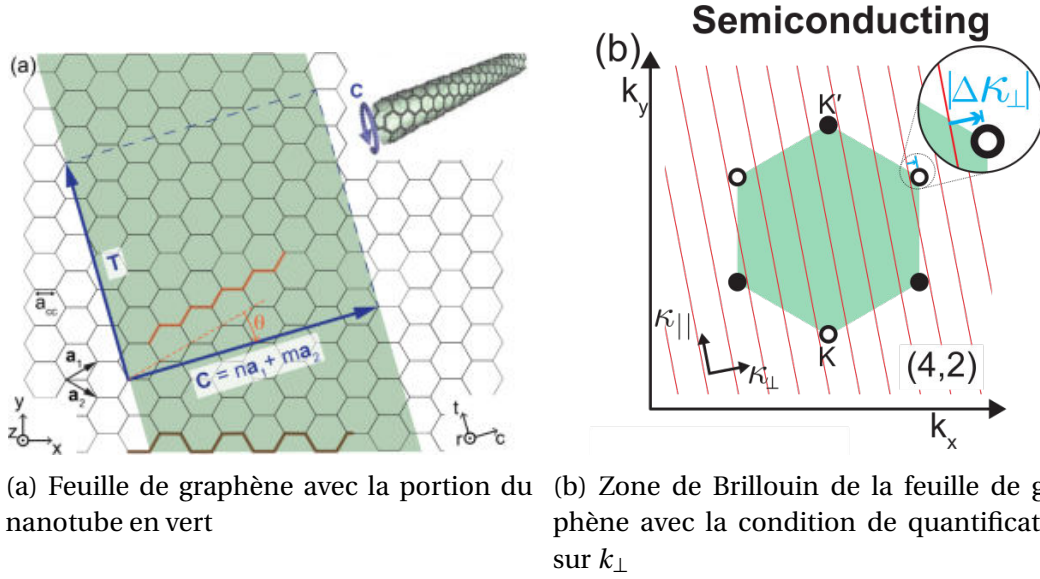 Semiconducting
(a)
C
T
a_cc
θ
a₁
a₂
C = na₁ + ma₂
y
z
x
t
r
c
(b)
k_y
K'
|Δκ⊥|
κ||
κ⊥
K
(4,2)
k_x
(a) Feuille de graphène avec la portion du
nanotube en vert
(b) Zone de Brillouin de la feuille de g
phène avec la condition de quantificat
sur k⊥